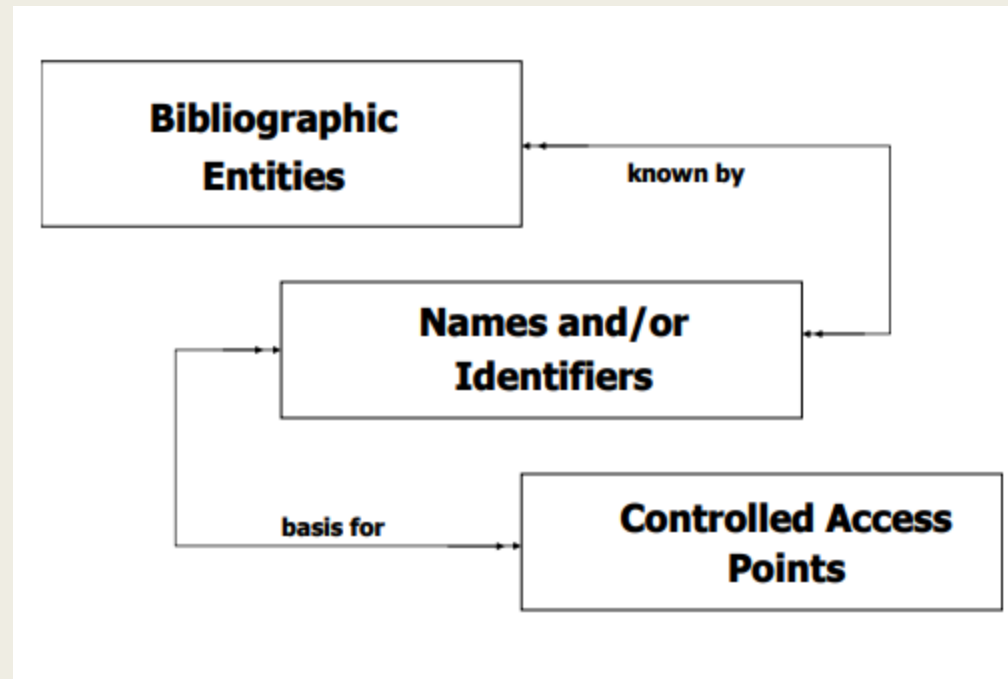 Bibliographic
Entities
known by
Names and/or
Identifiers
basis for
Controlled Access
Points